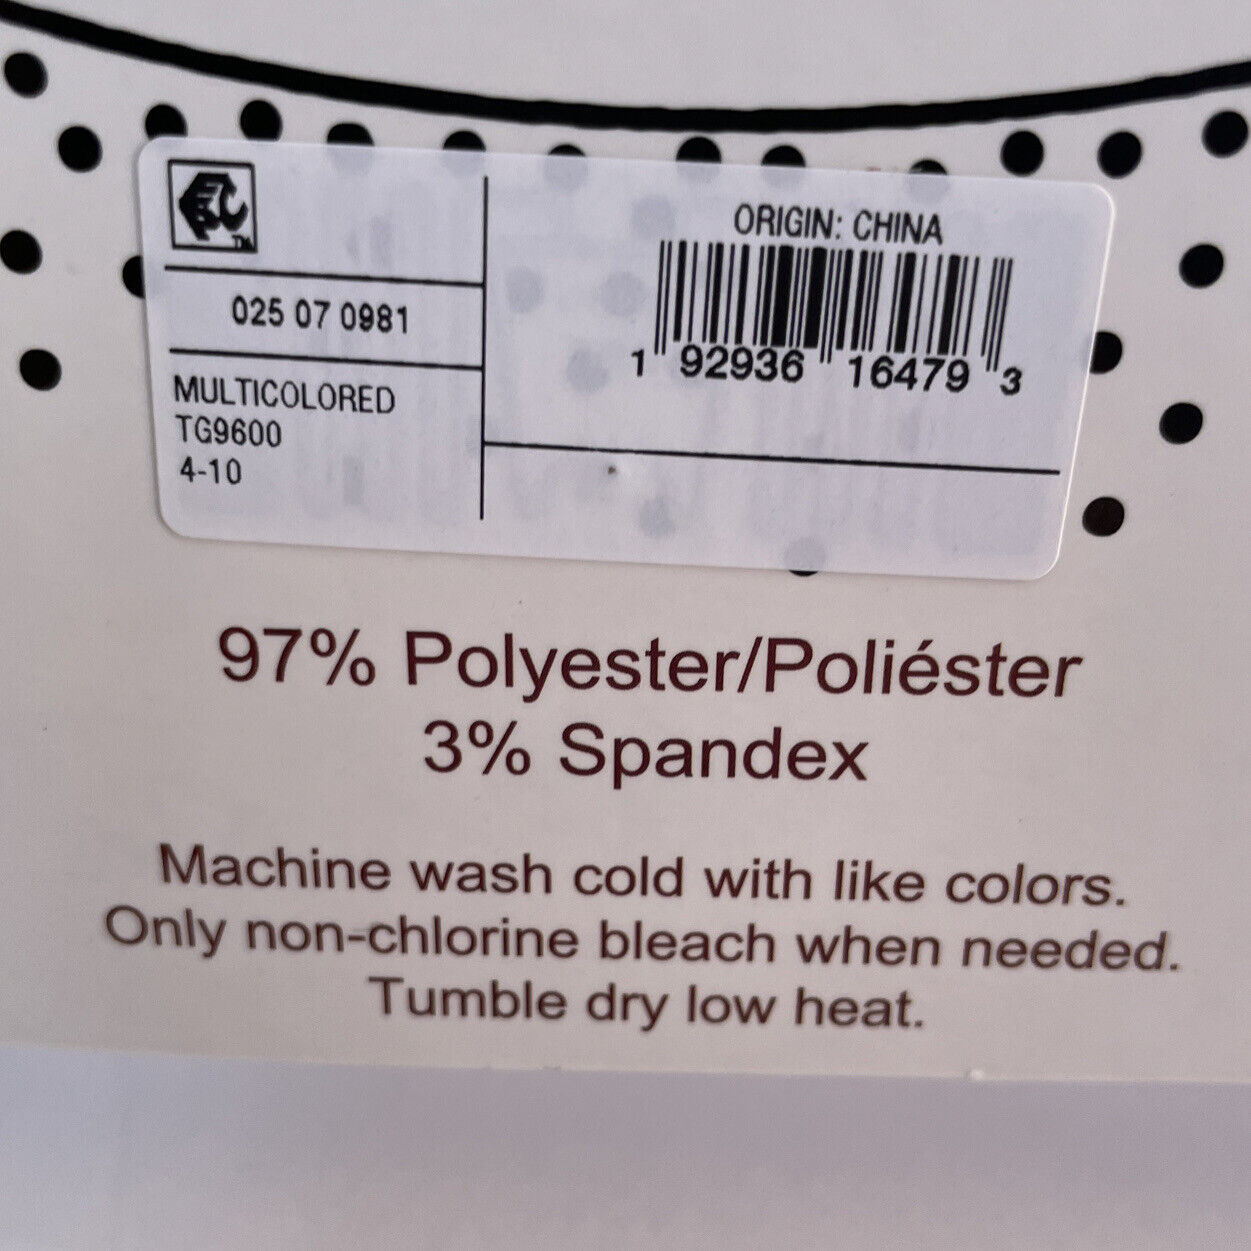 TM
025 07 0981
MULTICOLORED
TG9600
4-10
ORIGIN: CHINA
1 92936 16479 3
97% Polyester/Poliéster
3% Spandex
Machine wash cold with like colors.
Only non-chlorine bleach when needed.
Tumble dry low heat.